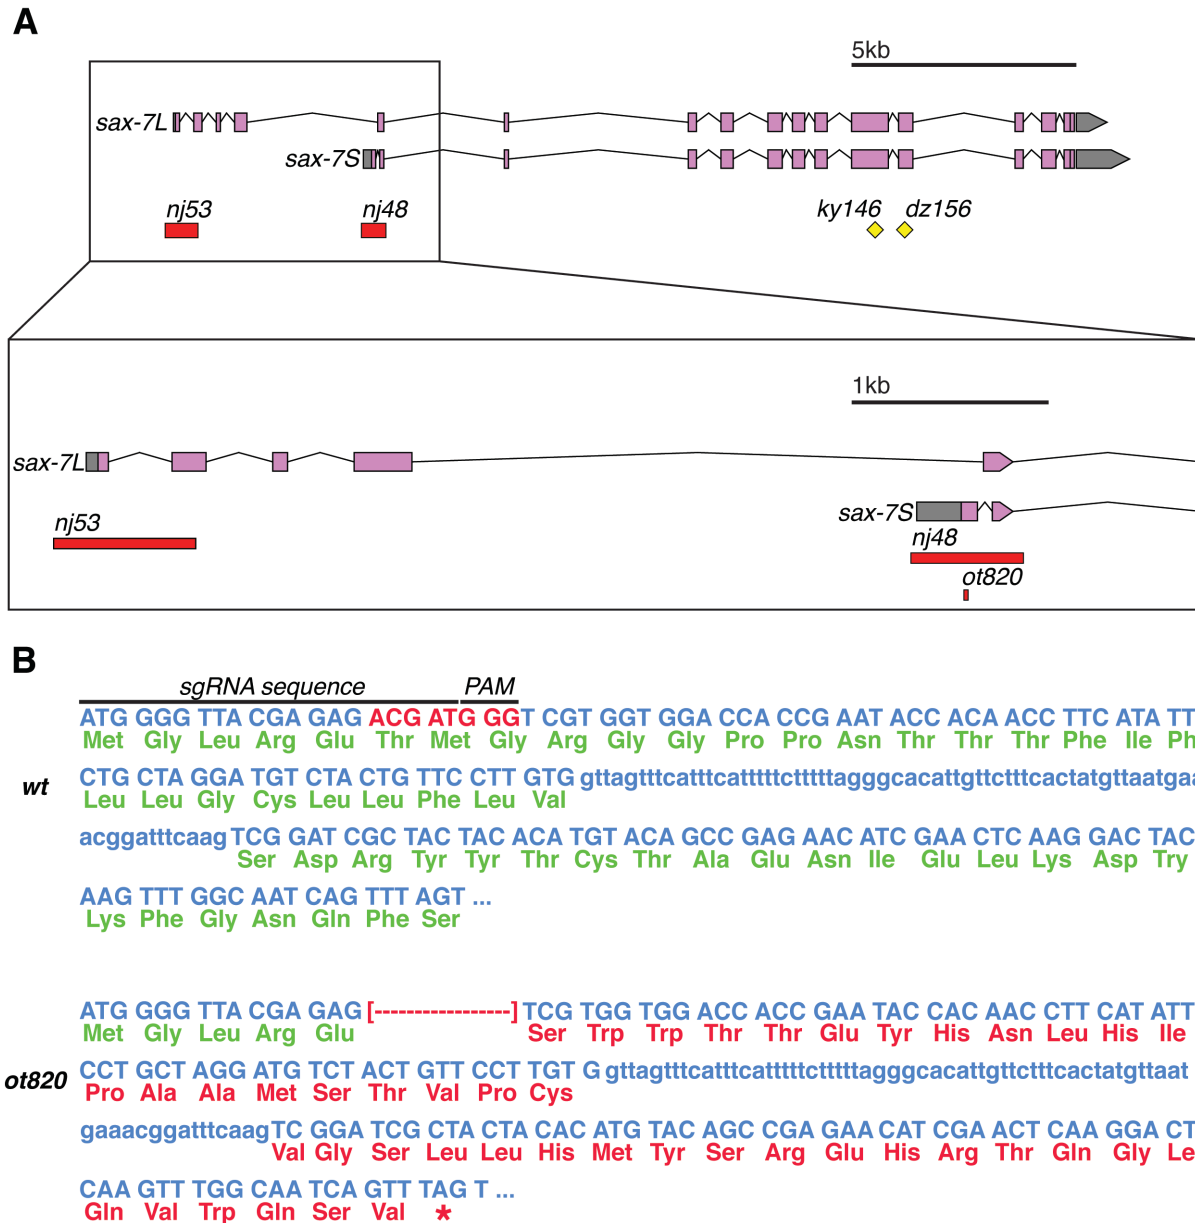 A
5kb
sax-7L
sax-7S
nj53
nj48
ky146
dz156
1kb
sax-7L
sax-7S
nj53
nj48
ot820
B
sgRNA sequence PAM
ATG GGG TTA CGA GAG ACG ATG GGT CGT GGT GGA CCA CCG AAT ACC ACA ACC TTC ATA TT
Met Gly Leu Arg Glu Thr Met Gly Arg Gly Gly Pro Pro Asn Thr Thr Thr Phe Ile Ph
wt
CTG CTA GGA TGT CTA CTG TTC CTT GTG gttagtttcatttcatttttctttttagggcacattgttctttcactatgttaatgaa
Leu Leu Gly Cys Leu Leu Phe Leu Val
acggatttcaag TCG GAT CGC TAC TAC ACA TGT ACA GCC GAG AAC ATC GAA CTC AAG GAC TAC
Ser Asp Arg Tyr Tyr Thr Cys Thr Ala Glu Asn Ile Glu Leu Lys Asp Try
AAG TTT GGC AAT CAG TTT AGT ...
Lys Phe Gly Asn Gln Phe Ser
ATG GGG TTA CGA GAG [-----------------] TCG TGG TGG ACC ACC GAA TAC CAC AAC CTT CAT ATT
Met Gly Leu Arg Glu Ser Trp Trp Thr Thr Glu Tyr His Asn Leu His Ile
ot820
CCT GCT AGG ATG TCT ACT GTT CCT TGT G gttagtttcatttcatttttctttttagggcacattgttctttcactatgttaat
Pro Ala Ala Met Ser Thr Val Pro Cys
gaaacggatttcaagTC GGA TCG CTA CTA CAC ATG TAC AGC CGA GAA CAT CGA ACT CAA GGA CT
Val Gly Ser Leu Leu His Met Tyr Ser Arg Glu His Arg Thr Gln Gly Le
CAA GTT TGG CAA TCA GTT TAG T ...
Gln Val Trp Gln Ser Val *